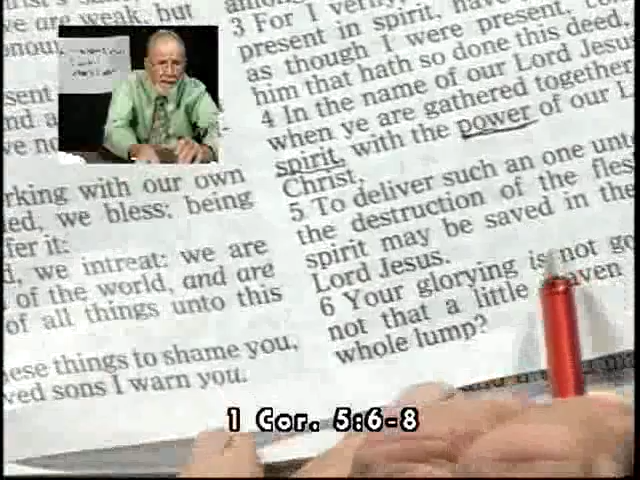 we are weak, but
sent
rking with our own
ed, we bless: being
fer it:
d, we intreat: we are
of the world, and are
of all things unto this
ese things to shame you,
ved sons I warn you.
3 For I verily,
present in spirit, have
as though I were present,
him that hath so done this deed,
4 In the name of our Lord Jesus
when ye are gathered together
spirit, with the power of our L
Christ,
5 To deliver such an one unt
the destruction of the fles
spirit may be saved in the
Lord Jesus.
6 Your glorying is not go
not that a little leaven
whole lump?
1 Cor. 5:6-8